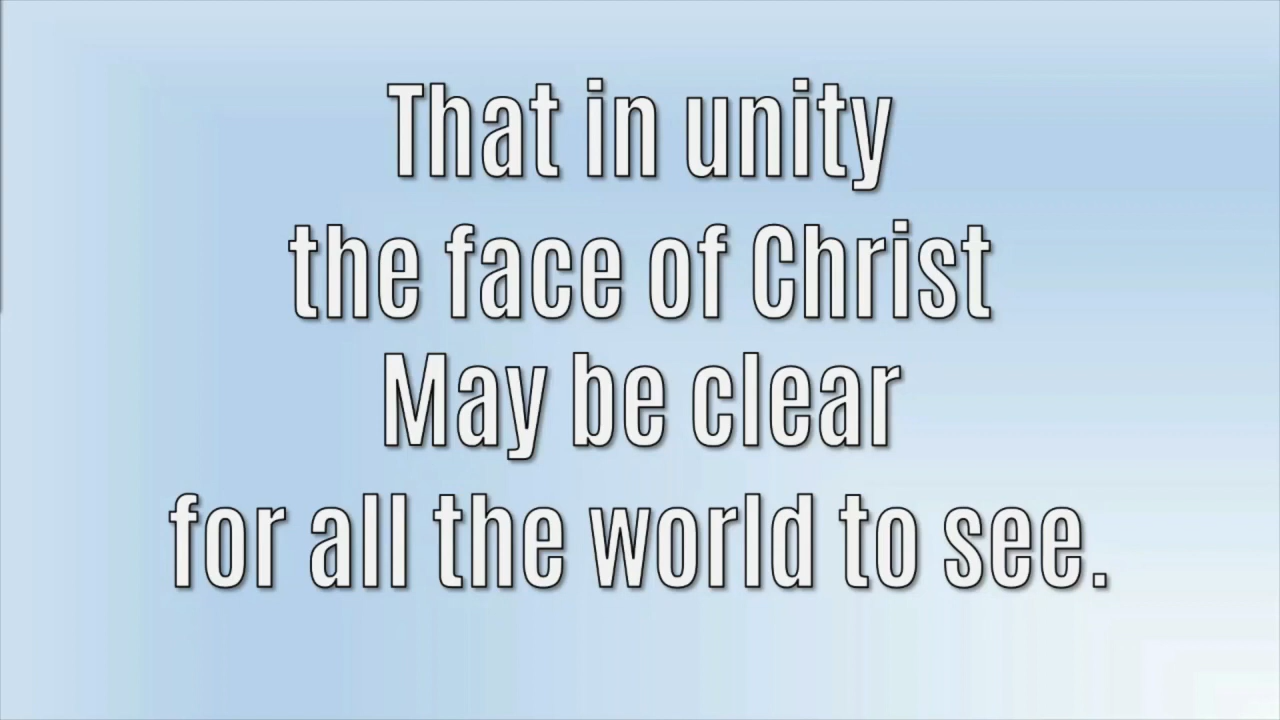 That in unity
the face of Christ
May be clear
for all the world to see.